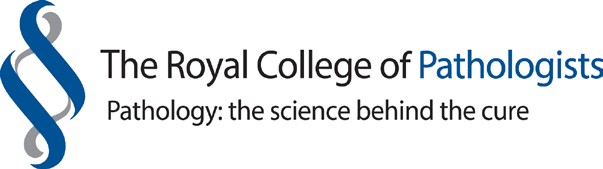 The Royal College of Pathologists
Pathology: the science behind the cure